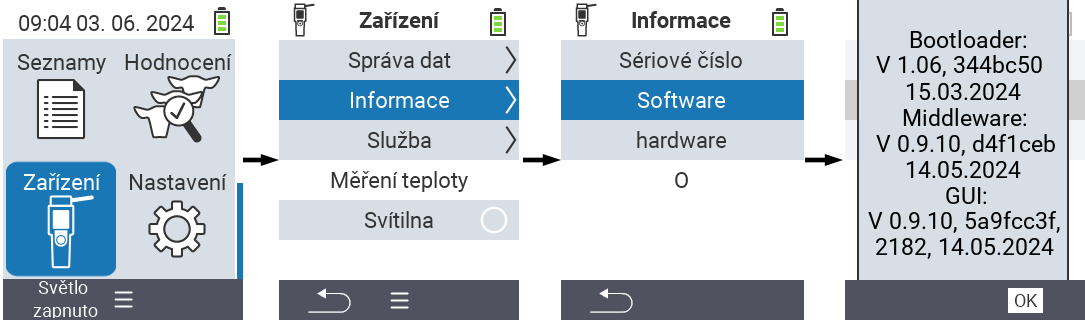 09:04 03. 06. 2024
Seznamy
Hodnocení
Zařízení
Nastavení
Světlo
zapnuto
Zařízení
Správa dat
Informace
Služba
Měření teploty
Svítilna
Informace
Sériové číslo
Software
hardware
O
Bootloader:
V 1.06, 344bc50
15.03.2024
Middleware:
V 0.9.10, d4f1ceb
14.05.2024
GUI:
V 0.9.10, 5a9fcc3f,
2182, 14.05.2024
OK